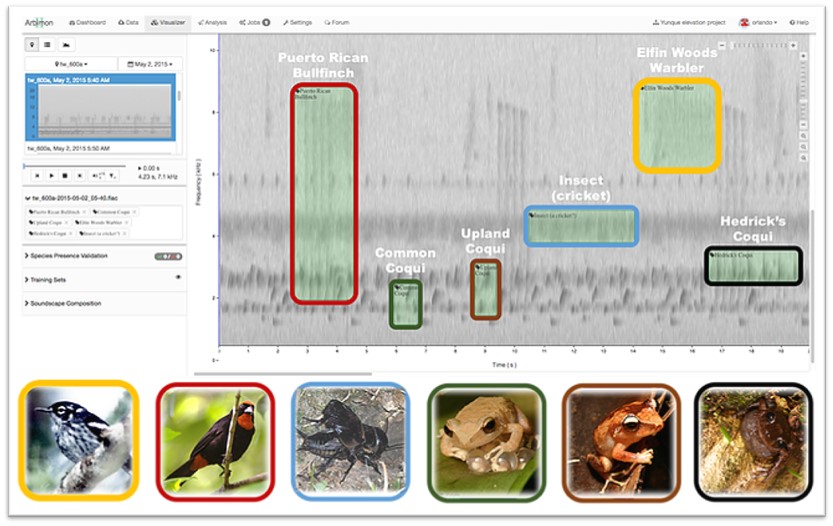 Arbimon Dashboard Data Visualizer Analysis Jobs Settings Forum Yunque elevation project orlando Help
tw_600a May 2, 2015
tw_600a, May 2, 2015 5:40 AM
tw_600a, May 2, 2015 5:50 AM
0.00 s
4.23 s, 7.1 kHz
tw_600a-2015-05-02_05-40.flac
Puerto Rican Bullfinch × Common Coqui ×
Upland Coqui × Elfin Woods Warbler ×
Hedrick's Coqui × Insect (a cricket*) ×
Species Presence Validation
Training Sets
Soundscape Composition
Frequency ( kHz )
10
8
6
4
2
0
Puerto Rican
Bullfinch
Puerto Rican
Bullfinch
Common
Coqui
Common
Coqui
Upland
Coqui
Upland
Coqui
Insect
(cricket)
Insect (a cricket*)
Elfin Woods
Warbler
Elfin Woods Warbler
Hedrick's
Coqui
Hedrick's Coqui
1 2 3 4 5 6 7 8 9 10 11 12 13 14 15 16 17 18 19
Time ( s )